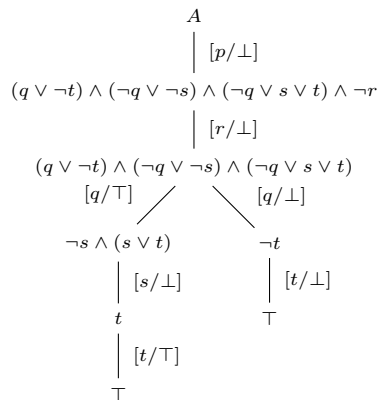 A
[p/⊥]
(q ∨ ¬t) ∧ (¬q ∨ ¬s) ∧ (¬q ∨ s ∨ t) ∧ ¬r
[r/⊥]
(q ∨ ¬t) ∧ (¬q ∨ ¬s) ∧ (¬q ∨ s ∨ t)
[q/⊤] [q/⊥]
¬s ∧ (s ∨ t) ¬t
[s/⊥] [t/⊥]
t ⊤
[t/⊤]
⊤